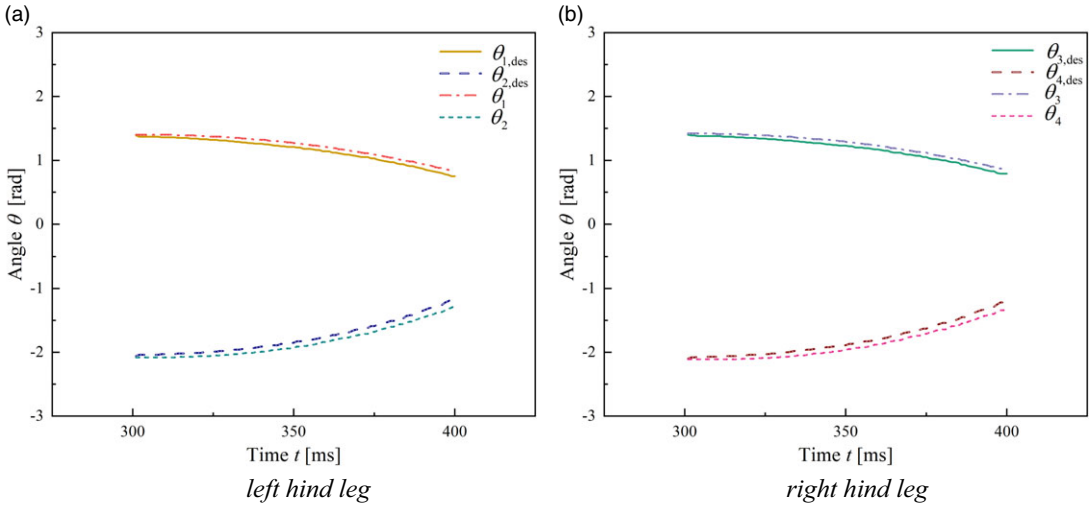 (a)
3
2
1
0
-1
-2
-3
Angle θ [rad]
θ1,des
θ2,des
θ1
θ2
300
350
400
Time t [ms]
left hind leg
(b)
3
2
1
0
-1
-2
-3
Angle θ [rad]
θ3,des
θ4,des
θ3
θ4
300
350
400
Time t [ms]
right hind leg